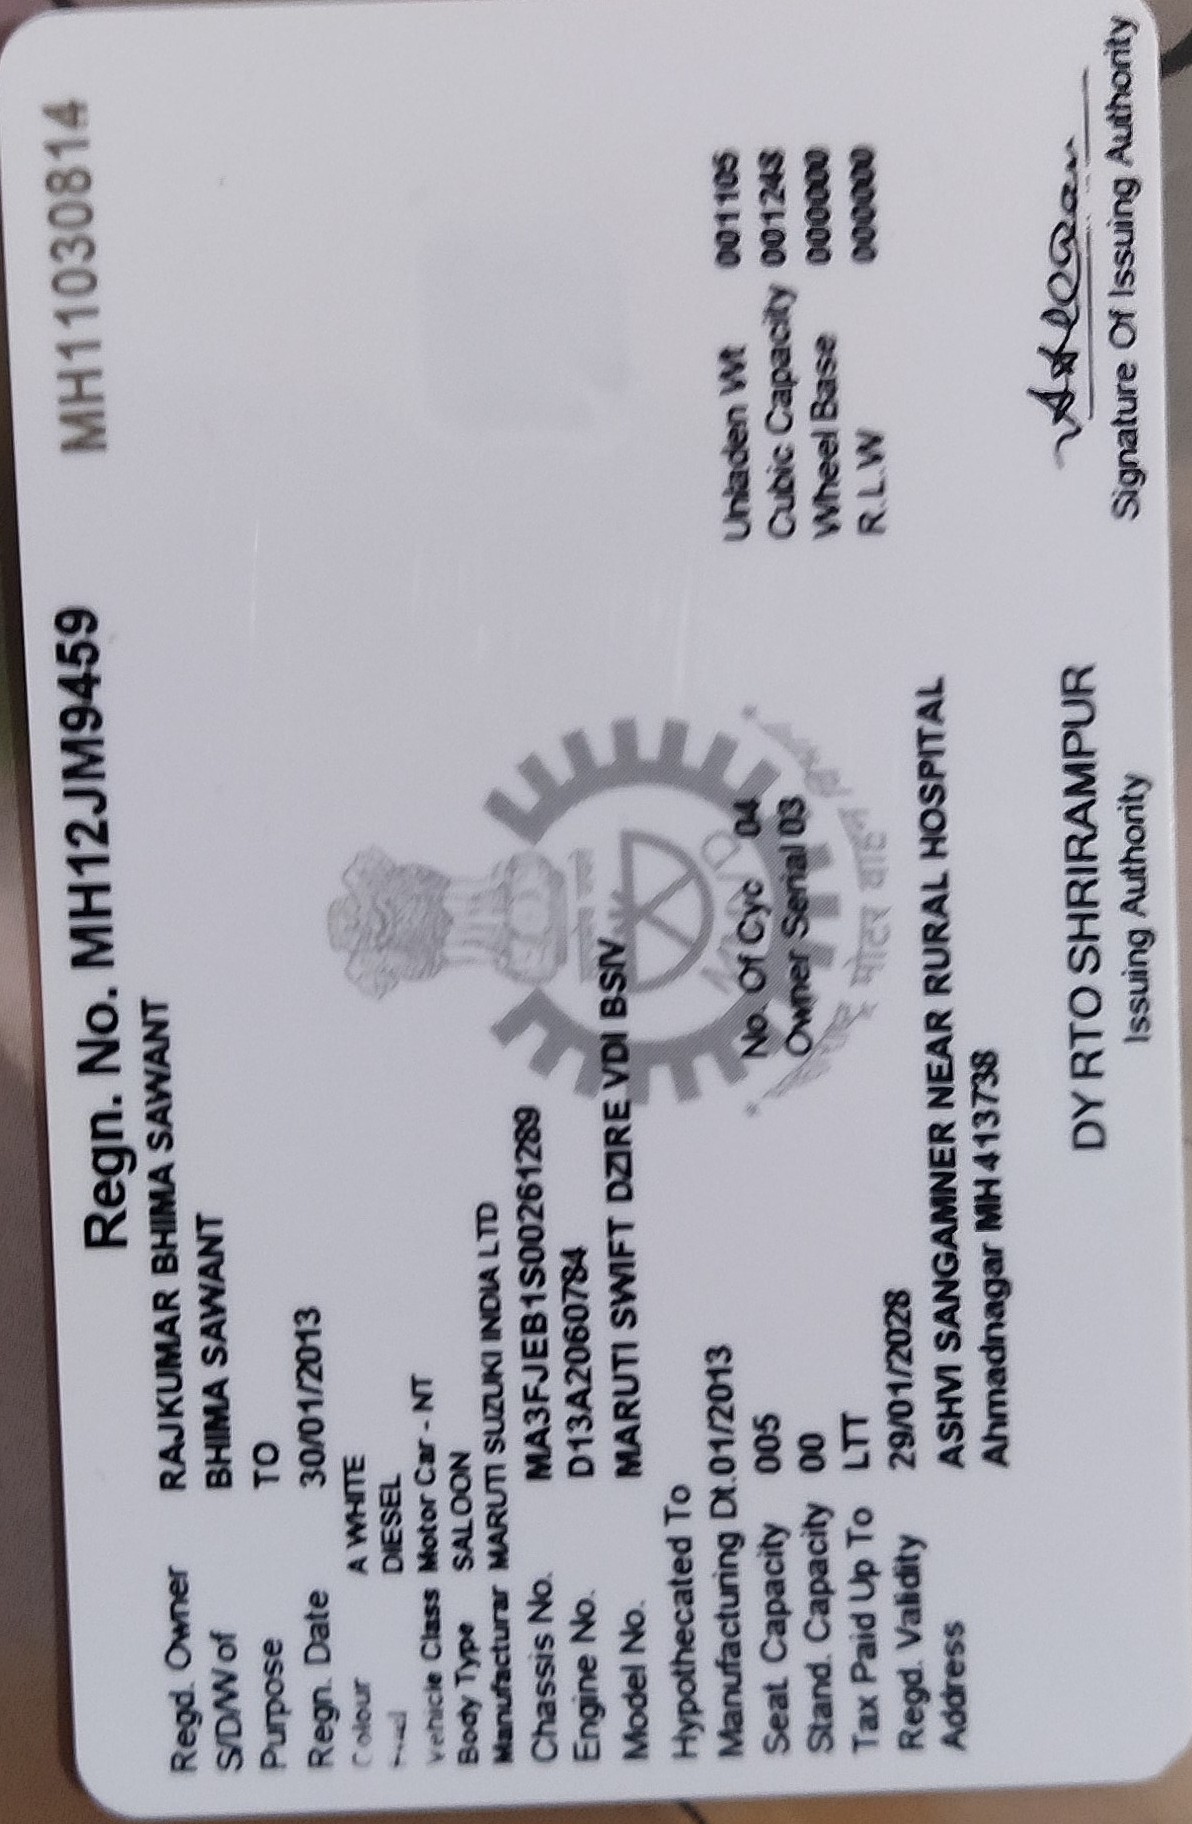 MH11030814
Regn. No. MH12JM9459
Regd. Owner RAJKUMAR BHIMA SAWANT
S/D/W of BHIMA SAWANT
Purpose TO
Regn. Date 30/01/2013
Colour A WHITE
DIESEL
Vehicle Class Motor Car - NT
Body Type SALOON
Manufacturar MARUTI SUZUKI INDIA LTD
Chassis No. MA3FJEB1S00261289
Engine No. D13A2060784
Model No. MARUTI SWIFT DZIRE VDI BSIV
Hypothecated To
Manufacturing Dt.01/2013 Unladen Wt 001105
Seat. Capacity 005 No. Of Cyc 04 Cubic Capacity 001248
Stand. Capacity 00 Owner Serial 03 Wheel Base 000000
Tax Paid Up To LTT R.L.W 000000
Regd. Validity 29/01/2028
Address ASHVI SANGAMNER NEAR RURAL HOSPITAL
Ahmadnagar MH 413738
DY RTO SHRIRAMPUR
Issuing Authority Signature Of Issuing Authority